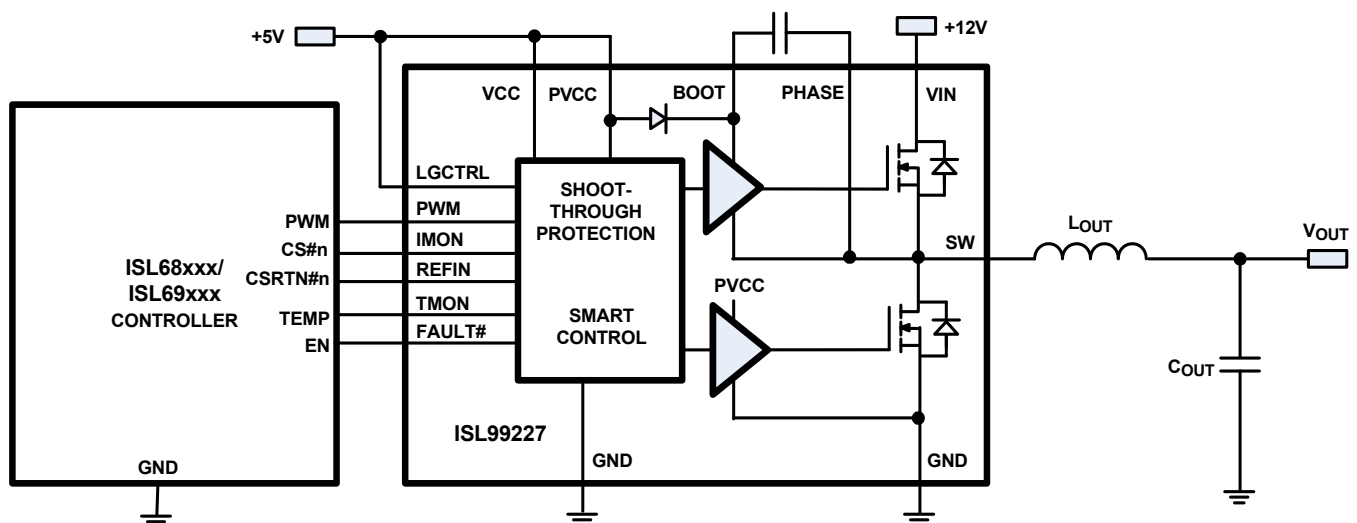 +5V
+12V
VCC
PVCC
BOOT
PHASE
VIN
LGCTRL
PWM
IMON
REFIN
TMON
FAULT#
SHOOT-
THROUGH
PROTECTION
SMART
CONTROL
PWM
CS#n
CSRTN#n
TEMP
EN
ISL68xxx/
ISL69xxx
CONTROLLER
GND
PVCC
SW
LOUT
VOUT
COUT
ISL99227
GND
GND